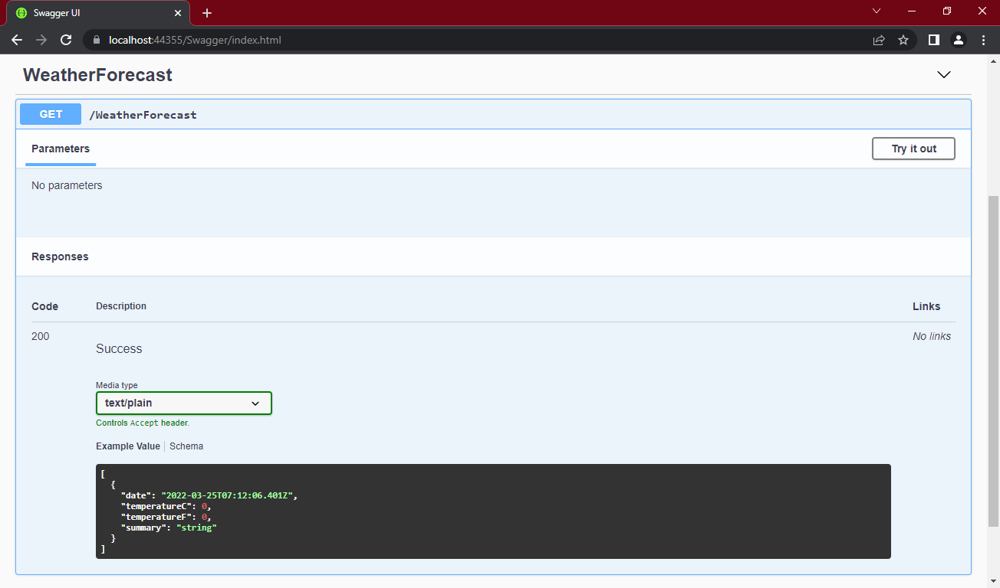 Swagger UI
localhost:44355/Swagger/index.html
WeatherForecast
GET /WeatherForecast
Parameters Try it out
No parameters
Responses
Code Description Links
200 No links
Success
Media type
text/plain
Controls Accept header.
Example Value Schema
[
{
"date": "2022-03-25T07:12:06.401Z",
"temperatureC": 0,
"temperatureF": 0,
"summary": "string"
}
]